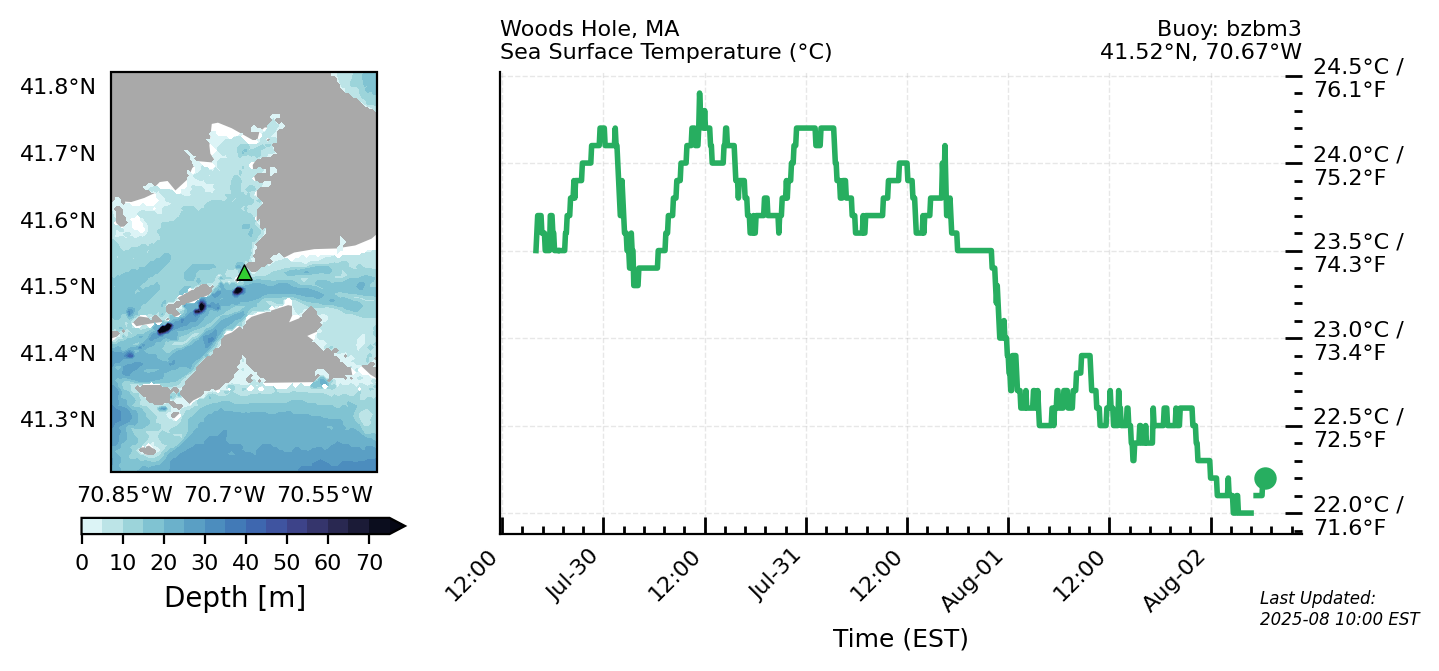 Woods Hole, MA
Sea Surface Temperature (°C)
Buoy: bzbm3
41.52°N, 70.67°W
41.8°N
41.7°N
41.6°N
41.5°N
41.4°N
41.3°N
70.85°W 70.7°W 70.55°W
0 10 20 30 40 50 60 70
Depth [m]
24.5°C /
76.1°F
24.0°C /
75.2°F
23.5°C /
74.3°F
23.0°C /
73.4°F
22.5°C /
72.5°F
22.0°C /
71.6°F
12:00 Jul-30 12:00 Jul-31 12:00 Aug-01 12:00 Aug-02
Time (EST)
Last Updated:
2025-08 10:00 EST